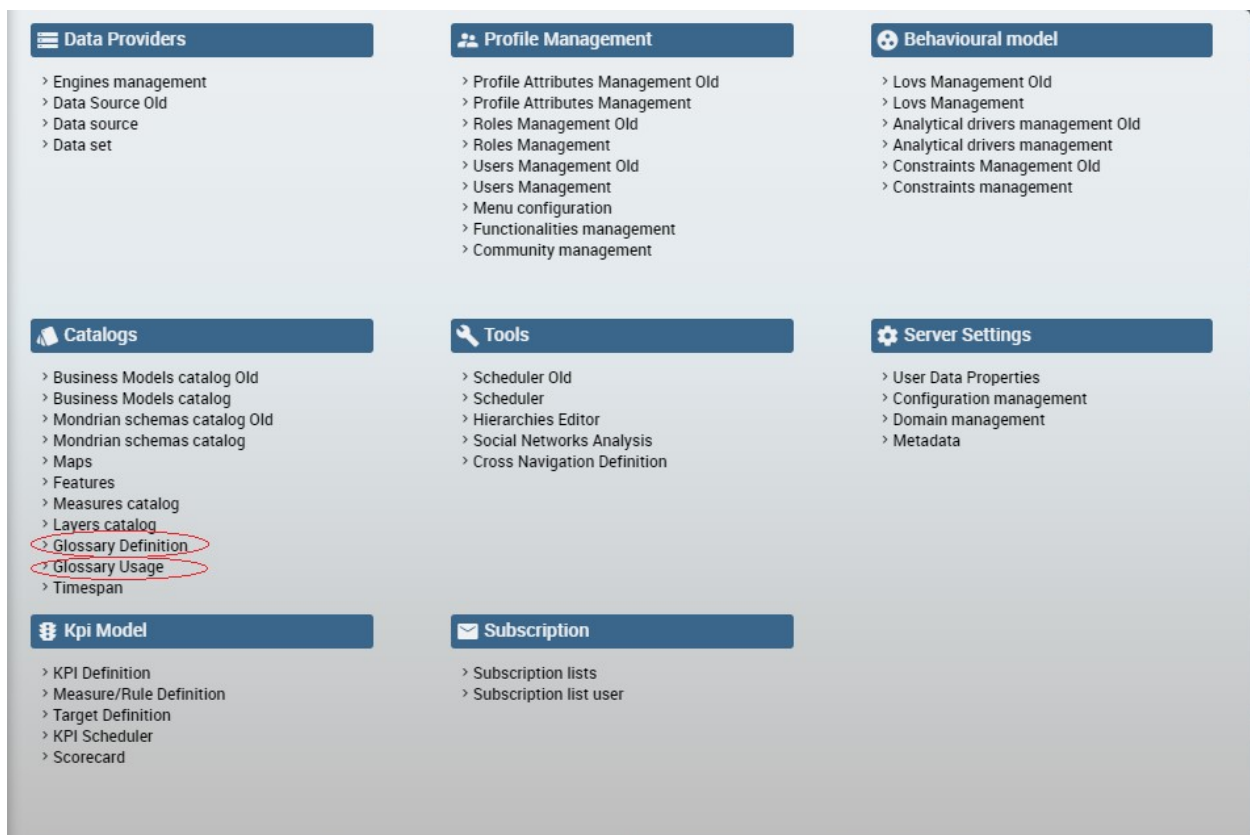 Data Providers
Engines management
Data Source Old
Data source
Data set
Profile Management
Profile Attributes Management Old
Profile Attributes Management
Roles Management Old
Roles Management
Users Management Old
Users Management
Menu configuration
Functionalities management
Community management
Behavioural model
Lovs Management Old
Lovs Management
Analytical drivers management Old
Analytical drivers management
Constraints Management Old
Constraints management
Catalogs
Business Models catalog Old
Business Models catalog
Mondrian schemas catalog Old
Mondrian schemas catalog
Maps
Features
Measures catalog
Layers catalog
Glossary Definition
Glossary Usage
Timespan
Tools
Scheduler Old
Scheduler
Hierarchies Editor
Social Networks Analysis
Cross Navigation Definition
Server Settings
User Data Properties
Configuration management
Domain management
Metadata
Kpi Model
KPI Definition
Measure/Rule Definition
Target Definition
KPI Scheduler
Scorecard
Subscription
Subscription lists
Subscription list user